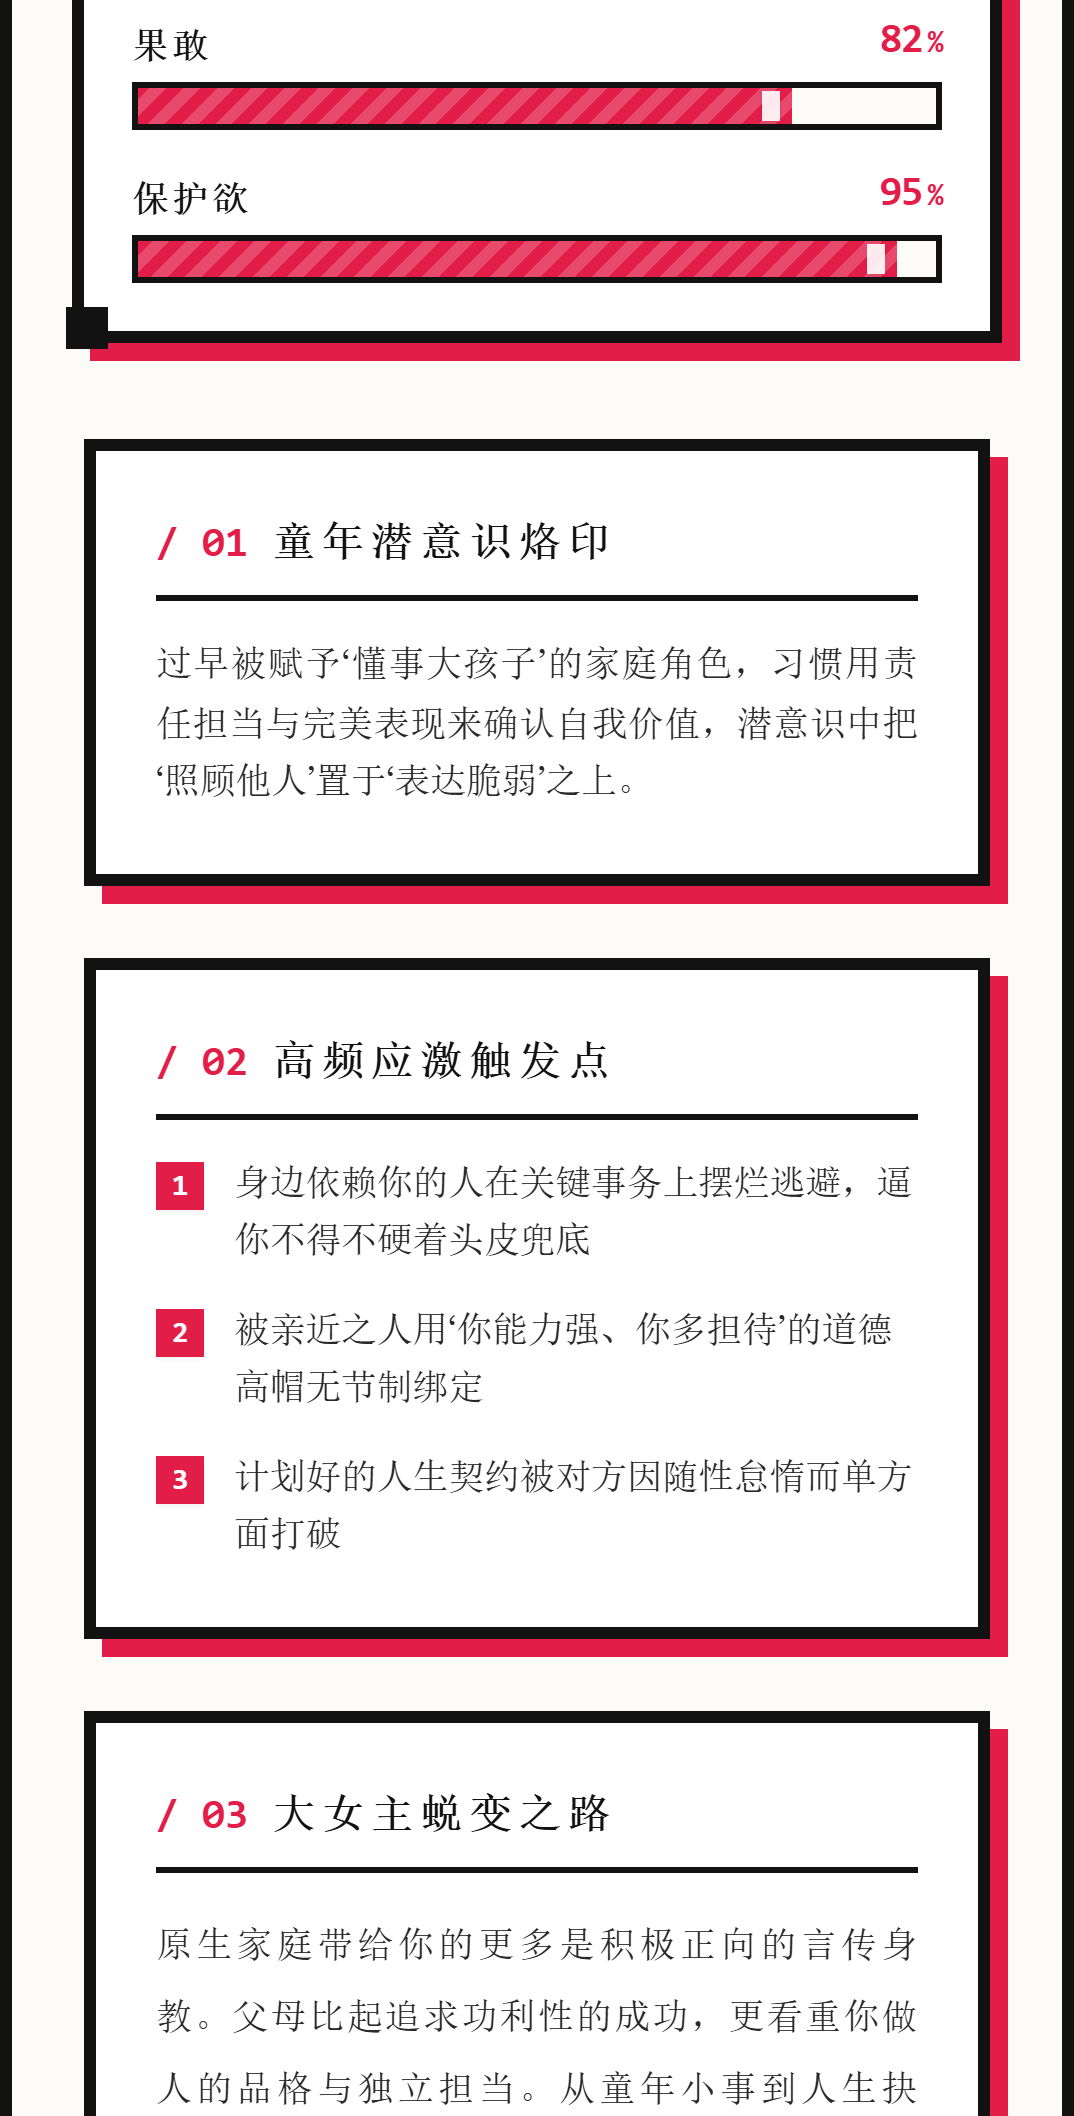 果敢 82%
保护欲 95%
/ 01 童年潜意识烙印
过早被赋予‘懂事大孩子’的家庭角色，习惯用责
任担当与完美表现来确认自我价值，潜意识中把
‘照顾他人’置于‘表达脆弱’之上。
/ 02 高频应激触发点
1 身边依赖你的人在关键事务上摆烂逃避，逼
你不得不硬着头皮兜底
2 被亲近之人用‘你能力强、你多担待’的道德
高帽无节制绑定
3 计划好的人生契约被对方因随性怠惰而单方
面打破
/ 03 大女主蜕变之路
原生家庭带给你的更多是积极正向的言传身
教。父母比起追求功利性的成功，更看重你做
人的品格与独立担当。从童年小事到人生抉